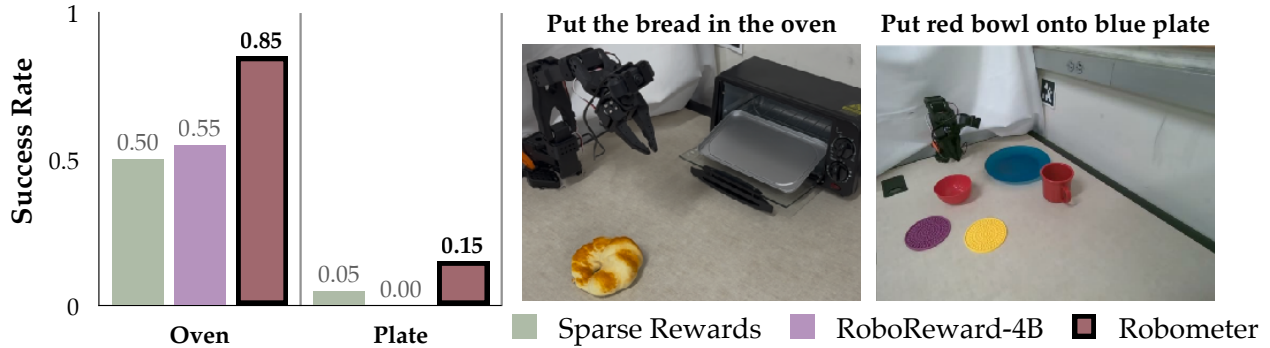 Success Rate
1
0.5
0
0.50
0.55
0.85
0.05
0.00
0.15
Oven
Plate
Put the bread in the oven
Put red bowl onto blue plate
Sparse Rewards
RoboReward-4B
Robometer